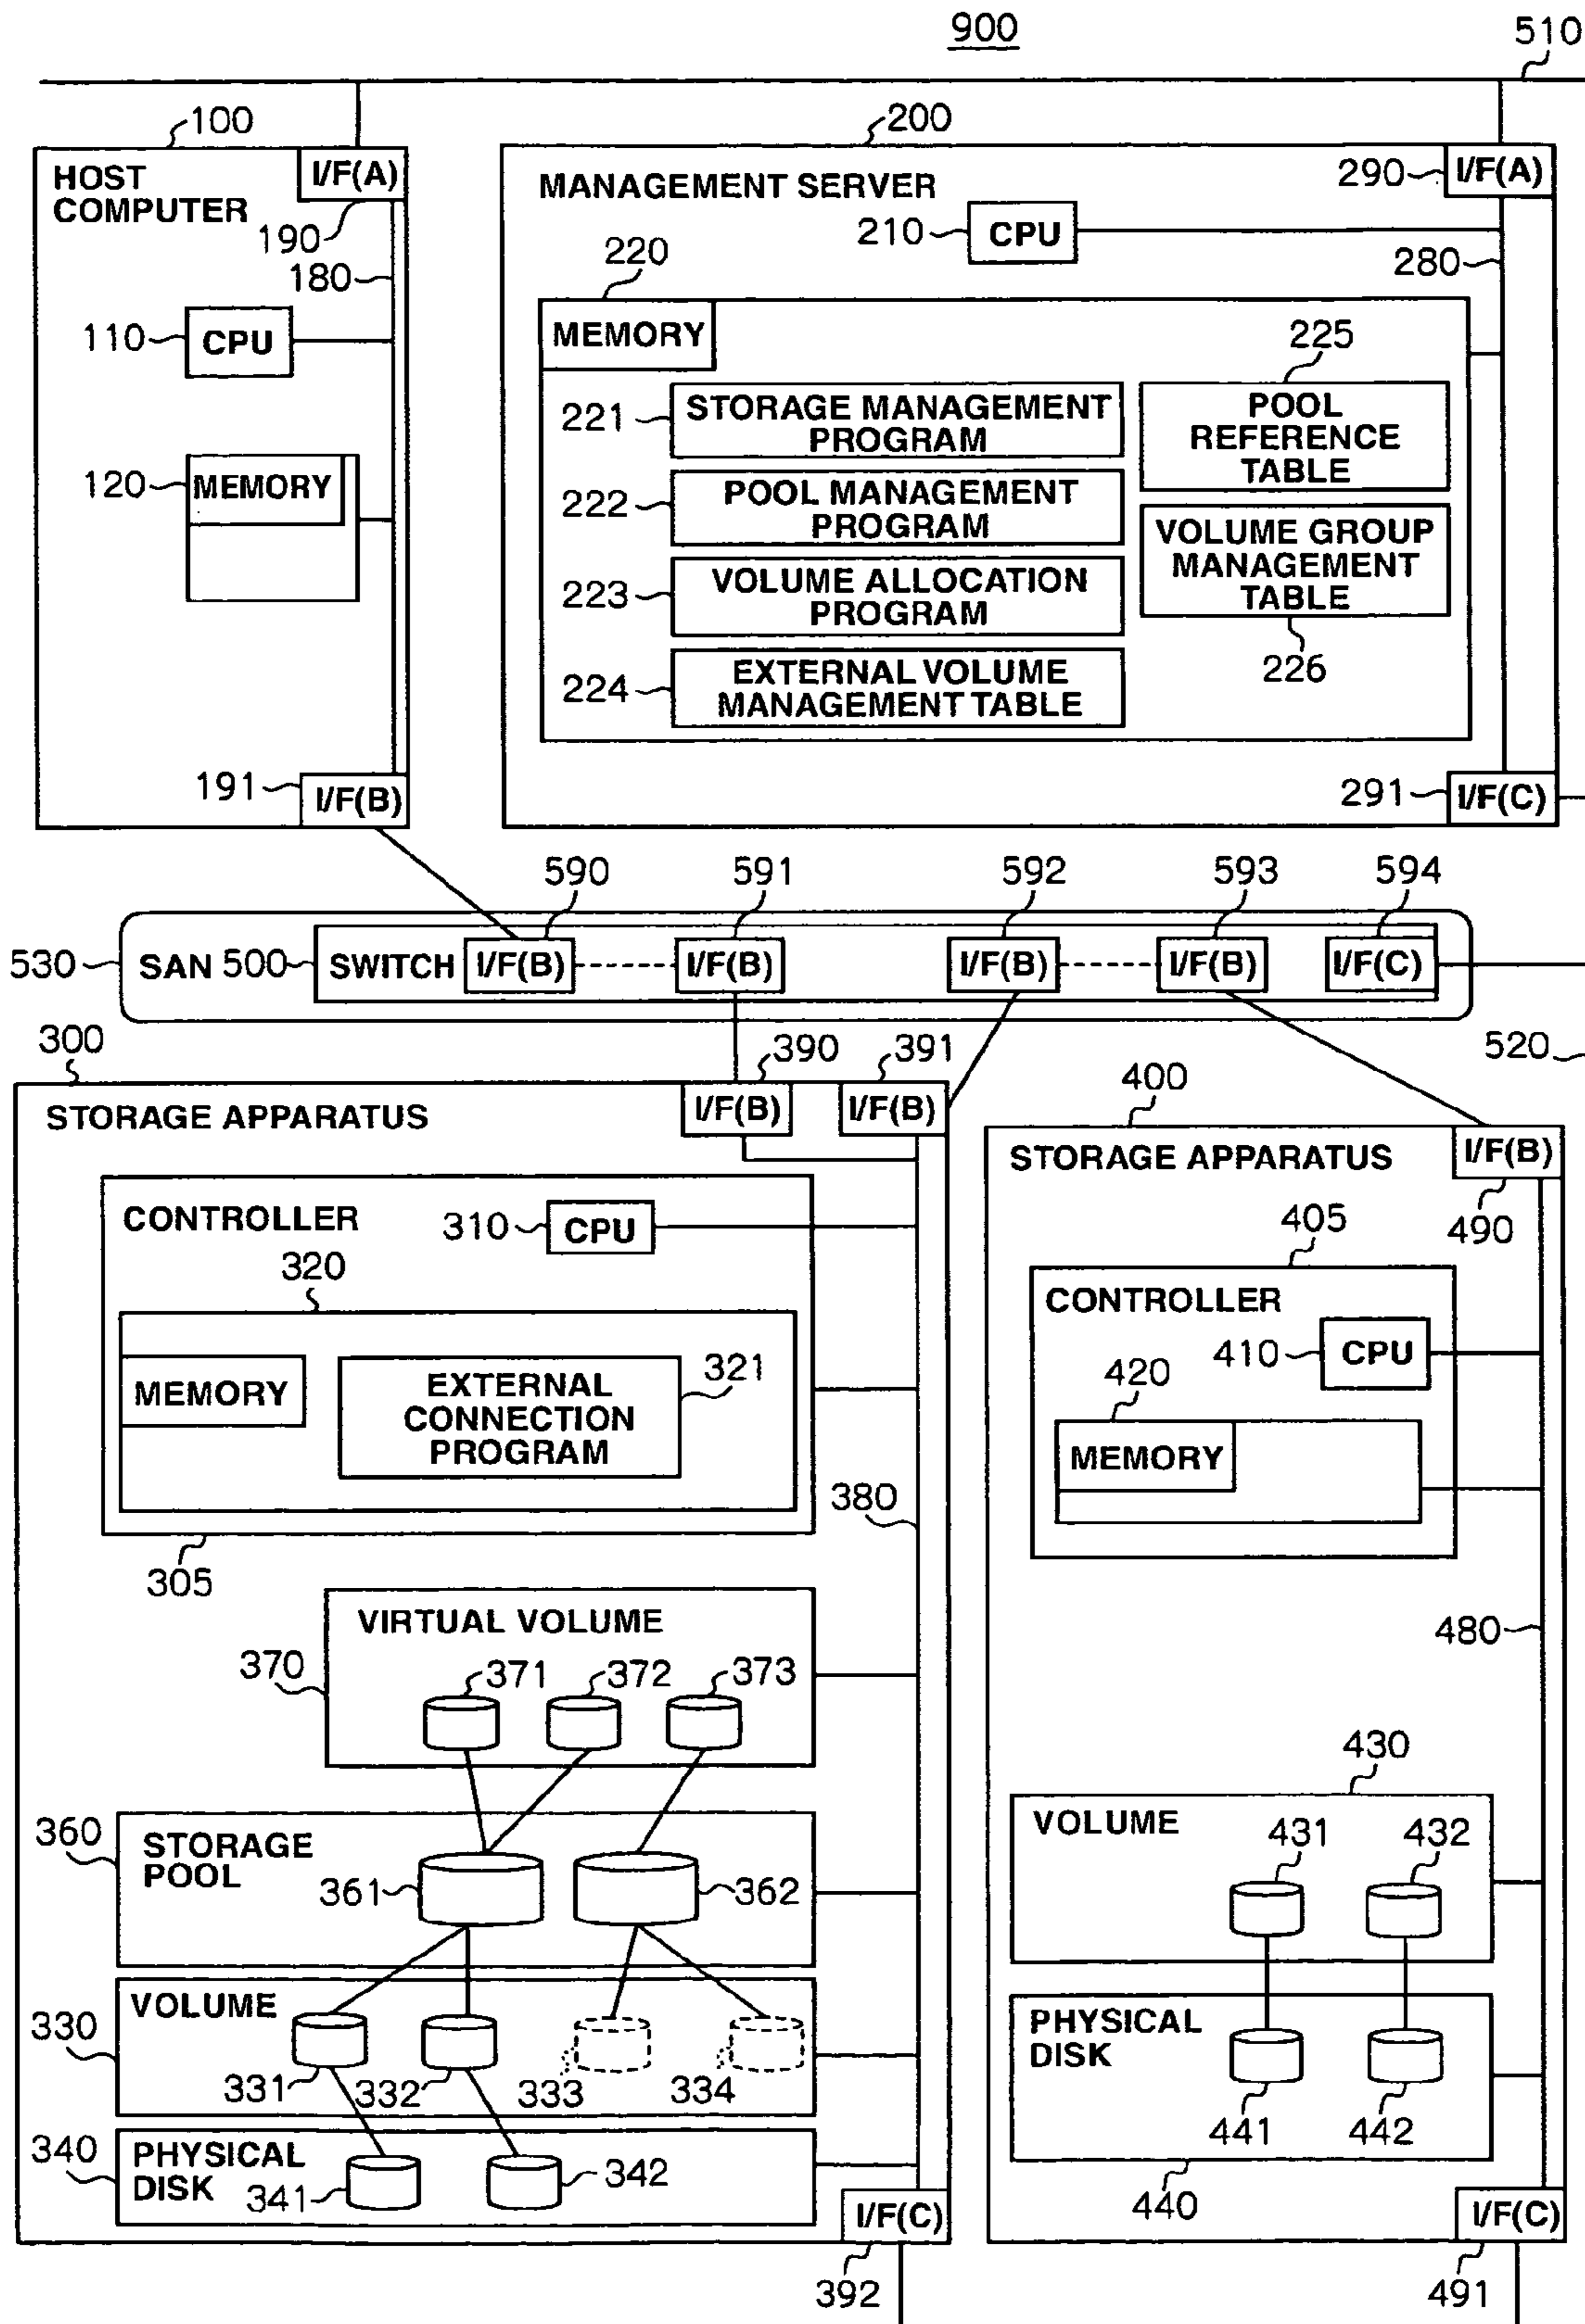 900
510
100
200
HOST
COMPUTER
I/F(A)
190
180
110
CPU
120
MEMORY
191
I/F(B)
MANAGEMENT SERVER
290
I/F(A)
210
CPU
280
220
MEMORY
225
221
STORAGE MANAGEMENT
PROGRAM
POOL
REFERENCE
TABLE
222
POOL MANAGEMENT
PROGRAM
VOLUME GROUP
MANAGEMENT
TABLE
223
VOLUME ALLOCATION
PROGRAM
226
224
EXTERNAL VOLUME
MANAGEMENT TABLE
291
I/F(C)
590
591
592
593
594
530
SAN
500
SWITCH
I/F(B)
I/F(B)
I/F(B)
I/F(B)
I/F(C)
520
300
390
391
STORAGE APPARATUS
I/F(B)
I/F(B)
CONTROLLER
310
CPU
320
MEMORY
EXTERNAL
CONNECTION
PROGRAM
321
380
305
VIRTUAL VOLUME
370
371
372
373
360
STORAGE
POOL
361
362
VOLUME
330
331
332
333
334
340
PHYSICAL
DISK
341
342
I/F(C)
392
400
STORAGE APPARATUS
I/F(B)
490
405
CONTROLLER
410
CPU
420
MEMORY
480
430
VOLUME
431
432
PHYSICAL
DISK
441
442
440
I/F(C)
491